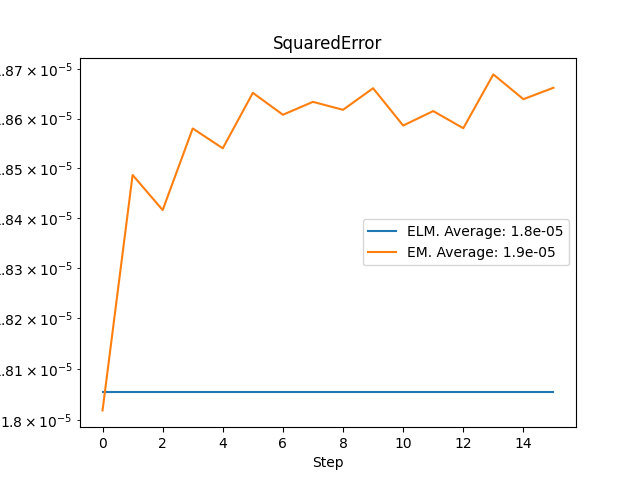 SquaredError
.87 × 10⁻⁵
.86 × 10⁻⁵
.85 × 10⁻⁵
.84 × 10⁻⁵
.83 × 10⁻⁵
.82 × 10⁻⁵
.81 × 10⁻⁵
1.8 × 10⁻⁵
ELM. Average: 1.8e-05
EM. Average: 1.9e-05
0 2 4 6 8 10 12 14
Step